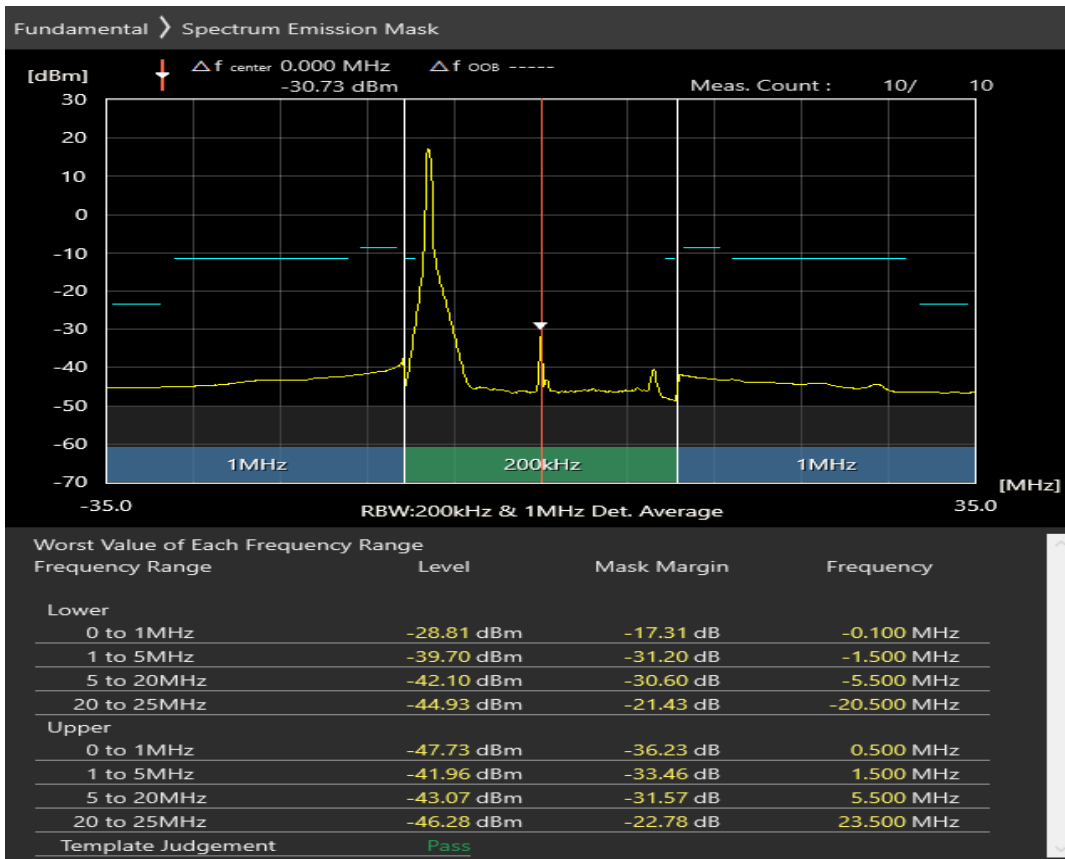 Fundamental ❭ Spectrum Emission Mask
[dBm] △f center 0.000 MHz △f OOB -----
-30.73 dBm Meas. Count : 10/ 10
30
20
10
0
-10
-20
-30
-40
-50
-60
-70
1MHz 200kHz 1MHz
[MHz]
-35.0 RBW:200kHz & 1MHz Det. Average 35.0
Worst Value of Each Frequency Range
Frequency Range Level Mask Margin Frequency
Lower
0 to 1MHz -28.81 dBm -17.31 dB -0.100 MHz
1 to 5MHz -39.70 dBm -31.20 dB -1.500 MHz
5 to 20MHz -42.10 dBm -30.60 dB -5.500 MHz
20 to 25MHz -44.93 dBm -21.43 dB -20.500 MHz
Upper
0 to 1MHz -47.73 dBm -36.23 dB 0.500 MHz
1 to 5MHz -41.96 dBm -33.46 dB 1.500 MHz
5 to 20MHz -43.07 dBm -31.57 dB 5.500 MHz
20 to 25MHz -46.28 dBm -22.78 dB 23.500 MHz
Template Judgement Pass